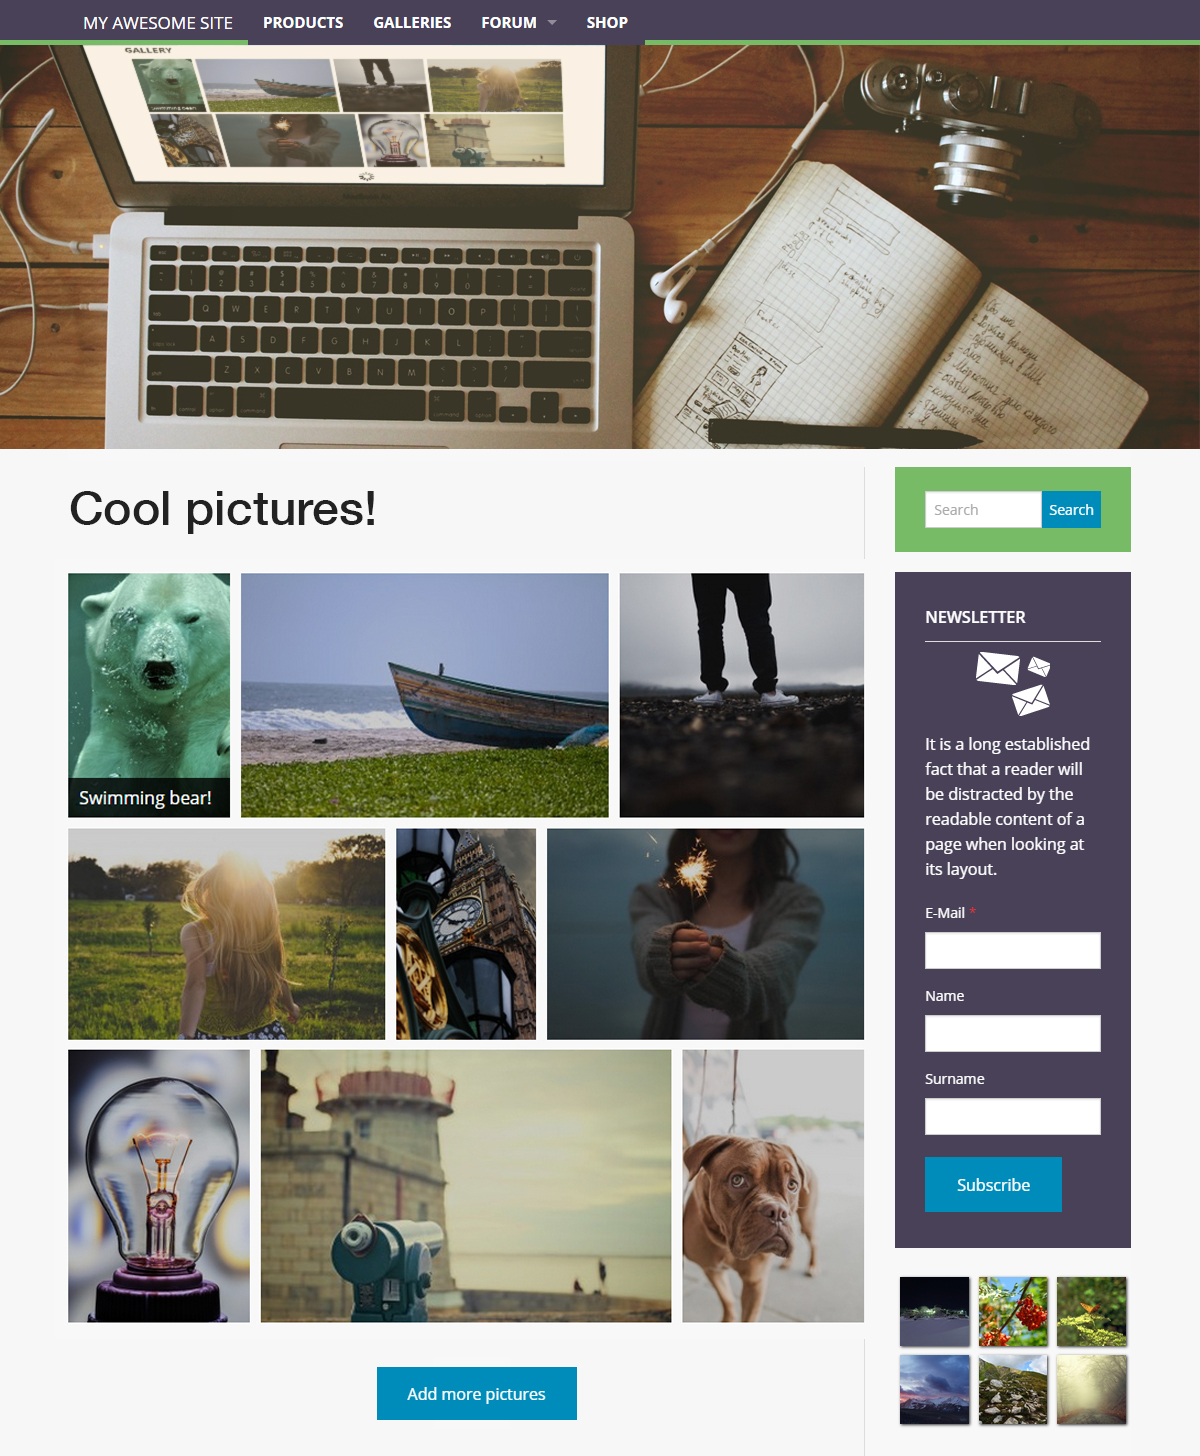 MY AWESOME SITE PRODUCTS GALLERIES FORUM SHOP
GALLERY
Cool pictures!
Swimming bear!
Add more pictures
Search Search
NEWSLETTER
It is a long established
fact that a reader will
be distracted by the
readable content of a
page when looking at
its layout.
E-Mail *
Name
Surname
Subscribe